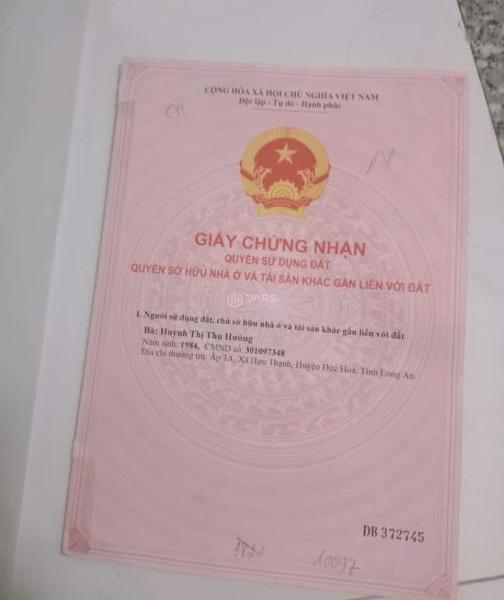 CỘNG HÒA XÃ HỘI CHỦ NGHĨA VIỆT NAM
Độc lập - Tự do - Hạnh phúc
CH
N
GIẤY CHỨNG NHẬN
QUYỀN SỬ DỤNG ĐẤT
QUYỀN SỞ HỮU NHÀ Ở VÀ TÀI SẢN KHÁC GẮN LIỀN VỚI ĐẤT
VARS
I. Người sử dụng đất, chủ sở hữu nhà ở và tài sản khác gắn liền với đất
Bà: Huỳnh Thị Thu Hường
Năm sinh: 1984, CMND số: 301097348
Địa chỉ thường trú: Ấp 3A, Xã Hựu Thạnh, Huyện Đức Hòa, Tỉnh Long An.
DB 372745
10097